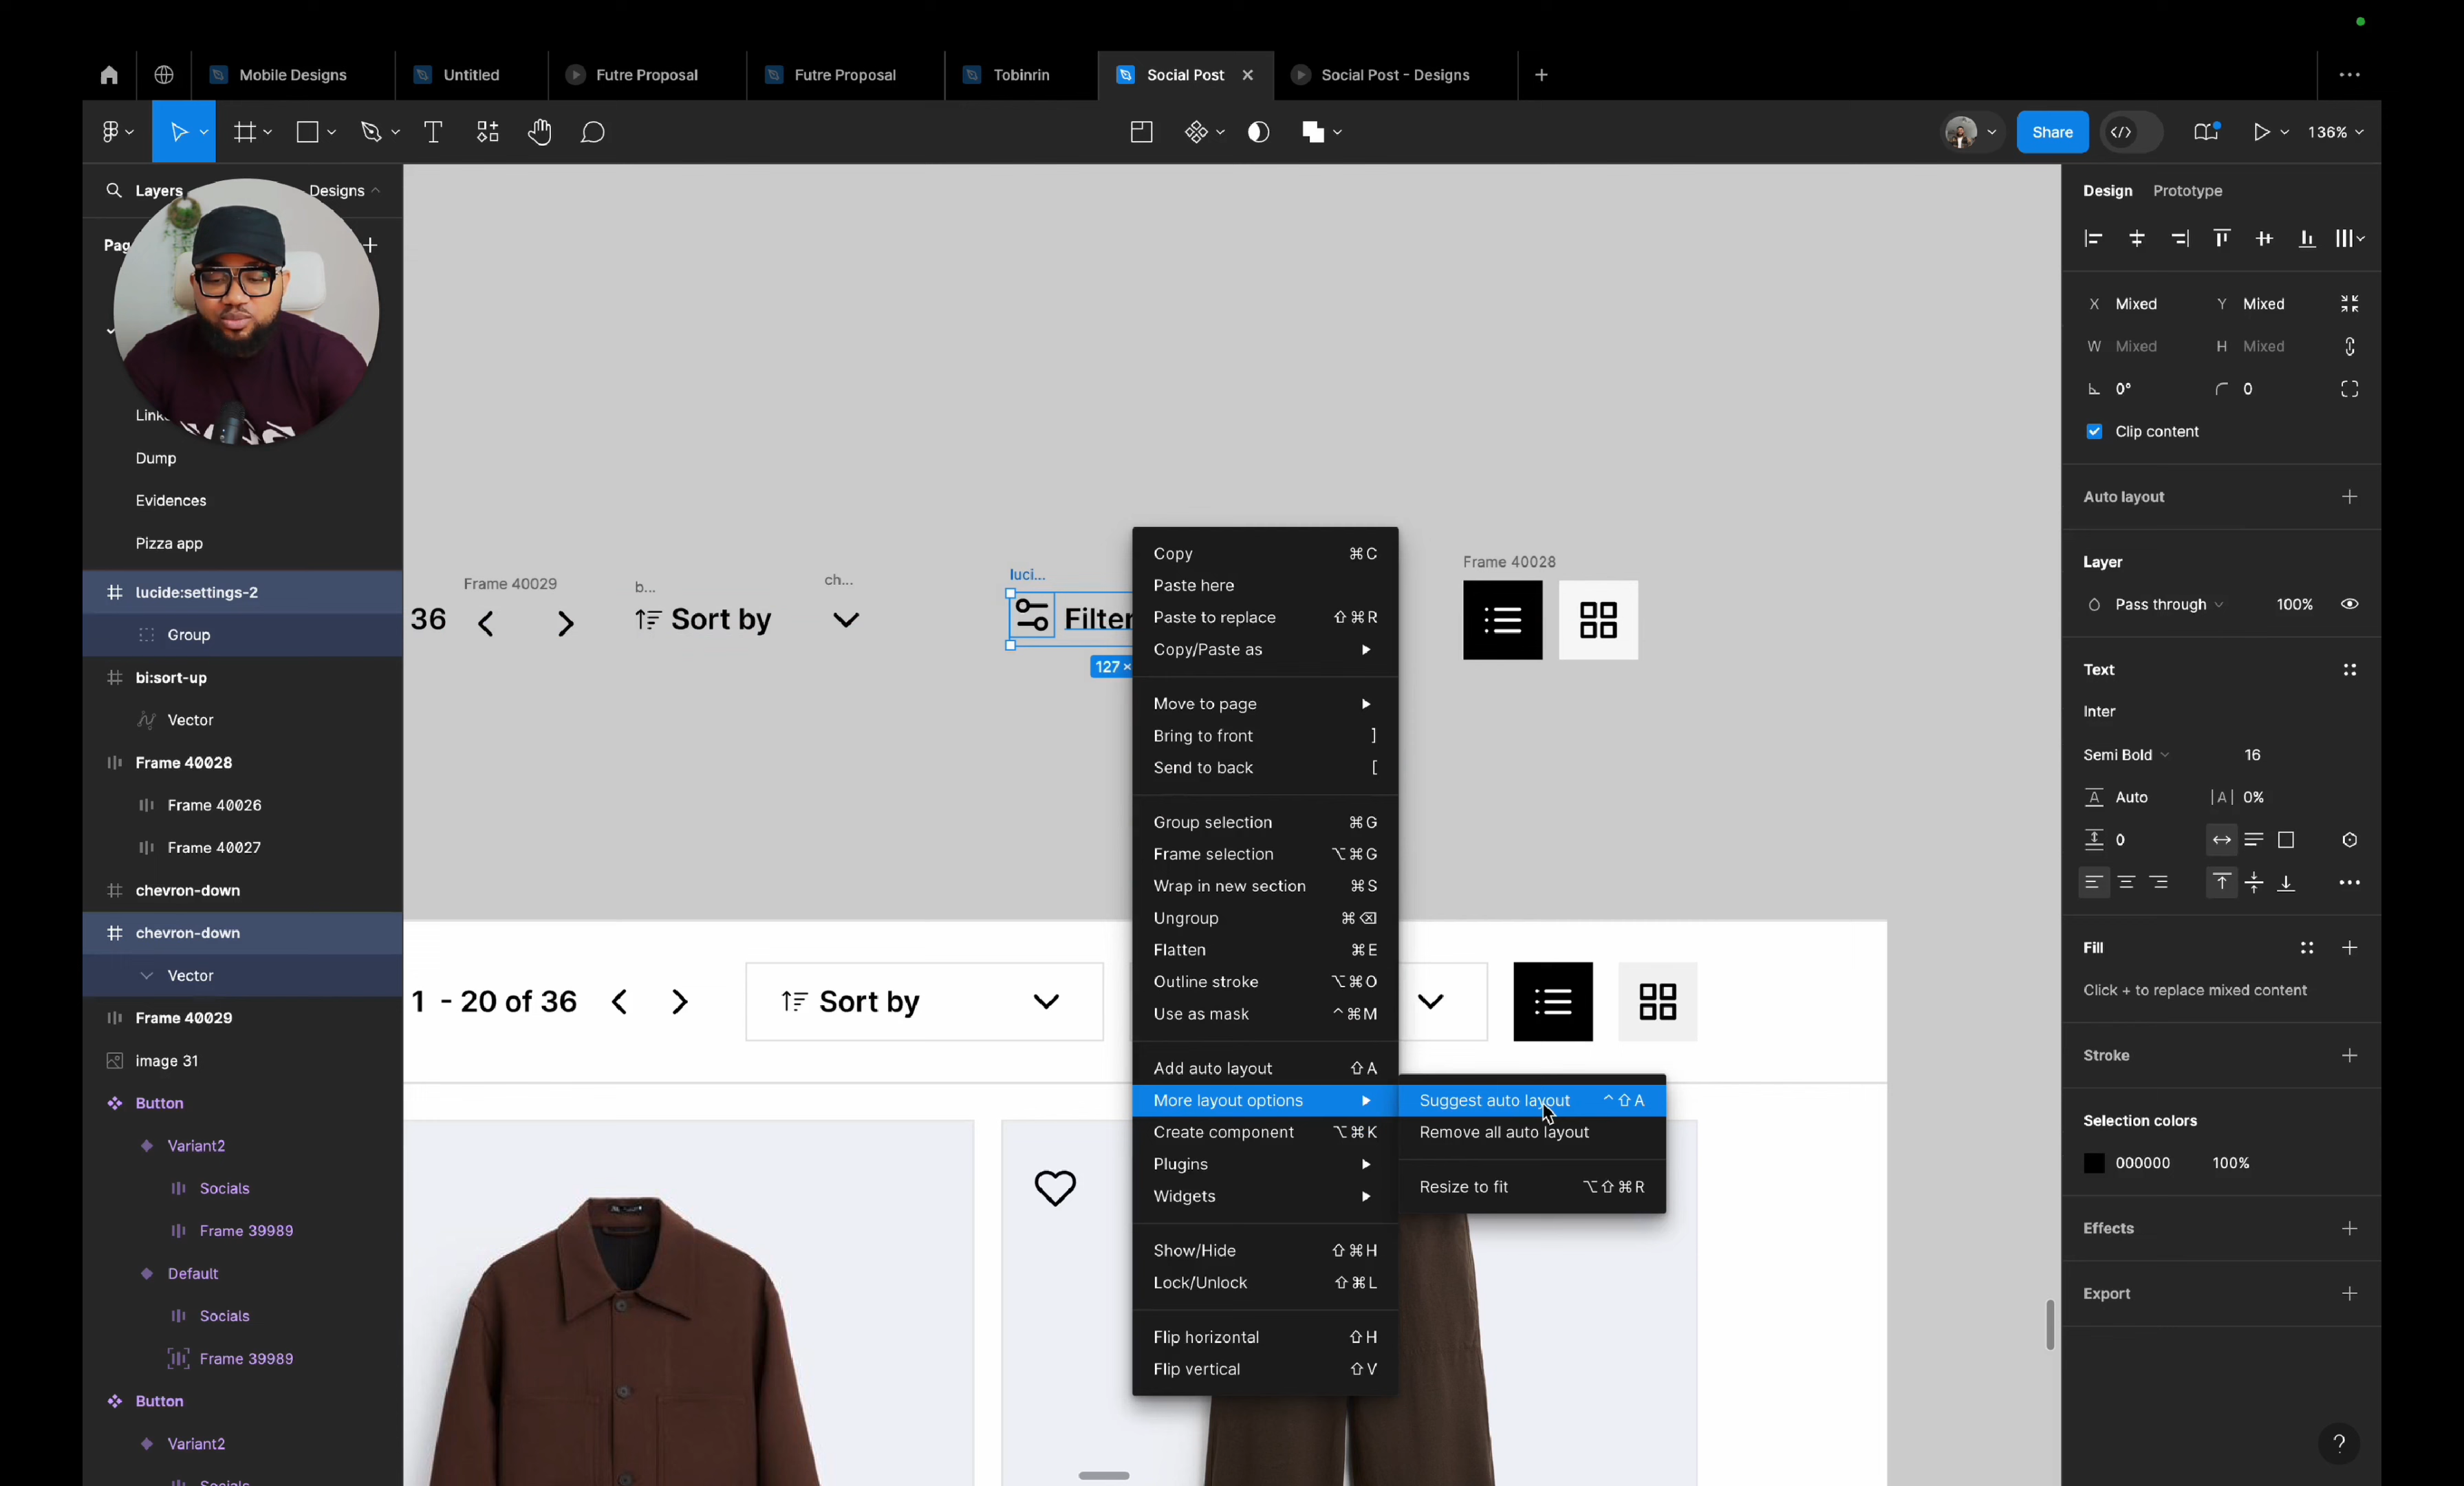 Mobile Designs
Untitled
Futre Proposal
Futre Proposal
Tobinrin
Social Post
Social Post - Designs
Share
136%
Layers
Designs
Pag
Dump
Evidences
Pizza app
lucide:settings-2
Group
bi:sort-up
Vector
Frame 40028
Frame 40026
Frame 40027
chevron-down
chevron-down
Vector
Frame 40029
image 31
Button
Variant2
Socials
Frame 39989
Default
Socials
Frame 39989
Button
Variant2
Socials
Frame 40029
b...
ch...
luci...
Frame 40028
36
Sort by
Filter
127 ×
1 - 20 of 36
Sort by
Copy ⌘C
Paste here
Paste to replace ⇧⌘R
Copy/Paste as
Move to page
Bring to front ]
Send to back [
Group selection ⌘G
Frame selection ⌥⌘G
Wrap in new section ⌘S
Ungroup ⌘⌫
Flatten ⌘E
Outline stroke ⌥⌘O
Use as mask ^⌘M
Add auto layout ⇧A
More layout options
Create component ⌥⌘K
Plugins
Widgets
Show/Hide ⇧⌘H
Lock/Unlock ⇧⌘L
Flip horizontal ⇧H
Flip vertical ⇧V
Suggest auto layout ^⇧A
Remove all auto layout
Resize to fit ⌥⇧⌘R
Design Prototype
X Mixed Y Mixed
W Mixed H Mixed
0° 0
Clip content
Auto layout
Layer
Pass through 100%
Text
Inter
Semi Bold 16
A Auto |A| 0%
0
Fill
Click + to replace mixed content
Stroke
Selection colors
000000 100%
Effects
Export
?